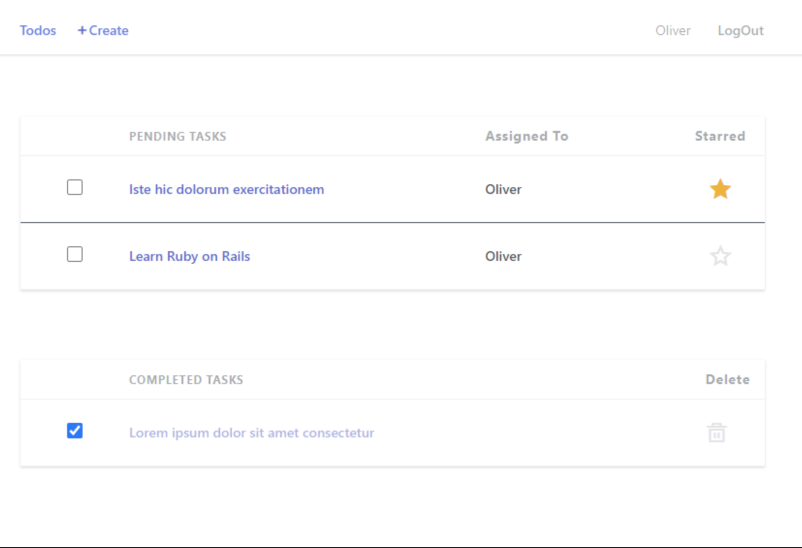 Todos +Create Oliver LogOut
PENDING TASKS Assigned To Starred
Iste hic dolorum exercitationem Oliver
Learn Ruby on Rails Oliver
COMPLETED TASKS Delete
Lorem ipsum dolor sit amet consectetur